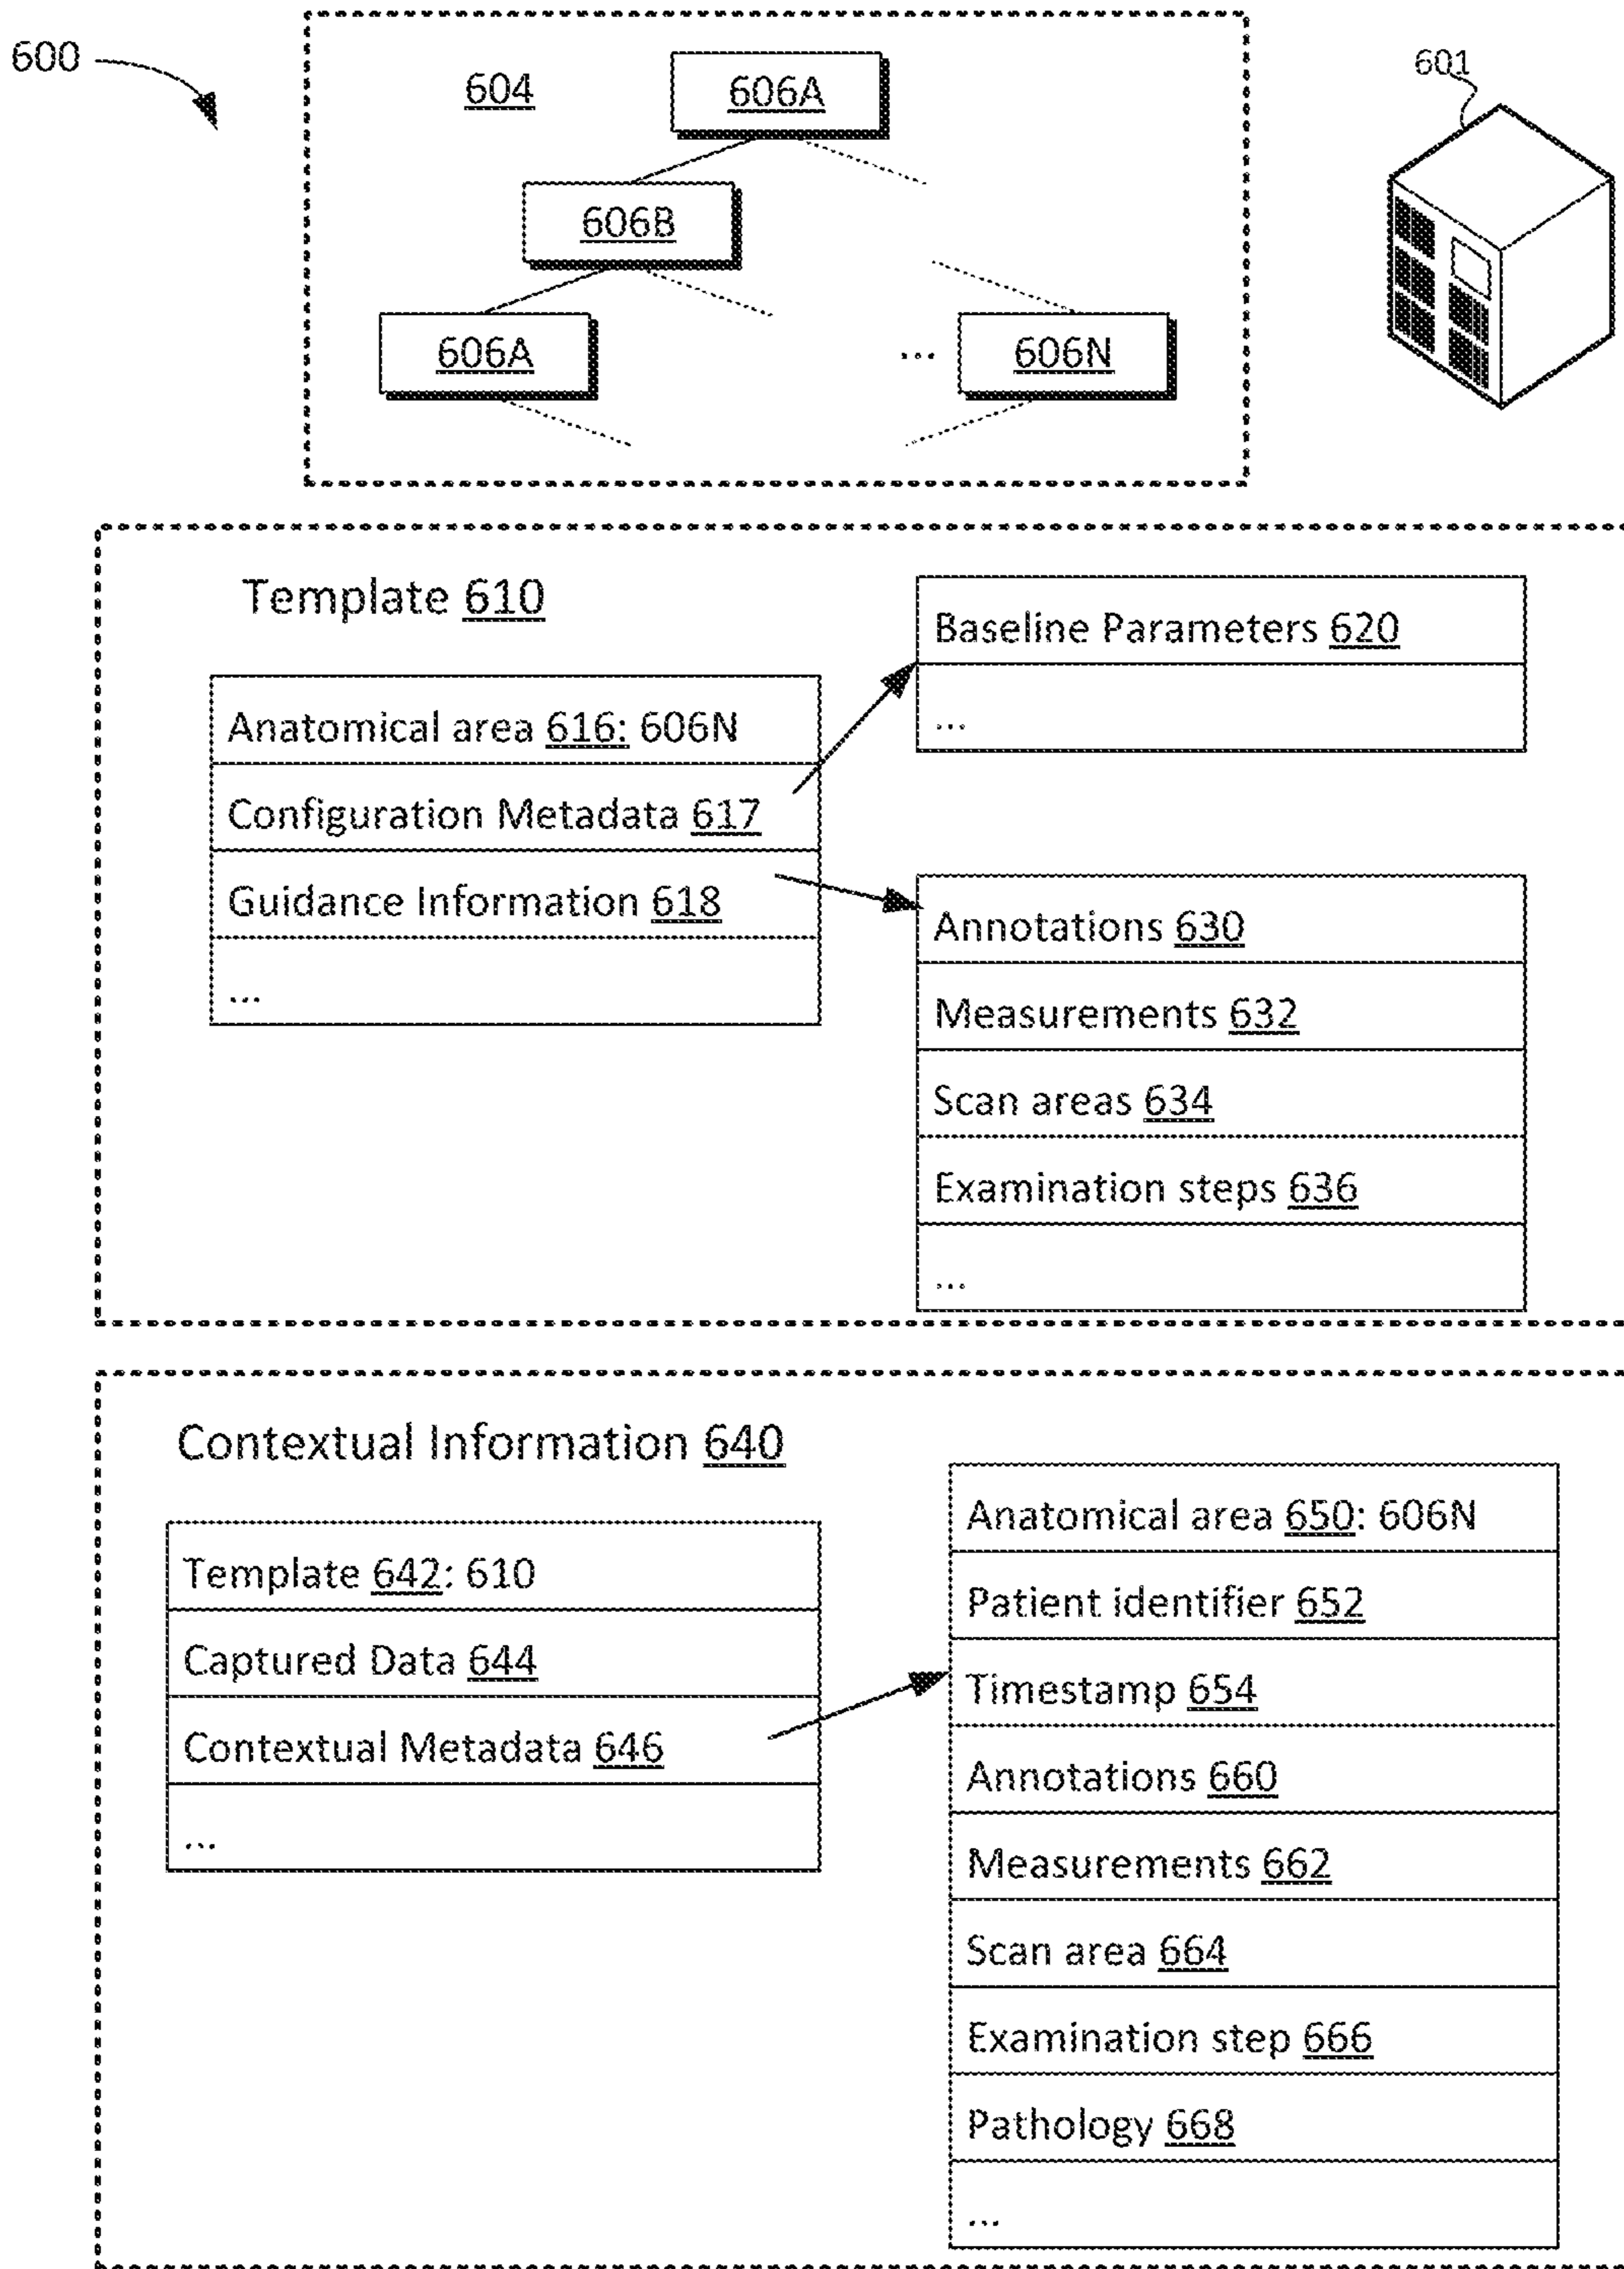 600
604
606A
601
606B
606A
...
606N
Template 610
Baseline Parameters 620
...
Anatomical area 616: 606N
Configuration Metadata 617
Guidance Information 618
...
Annotations 630
Measurements 632
Scan areas 634
Examination steps 636
...
Contextual Information 640
Template 642: 610
Captured Data 644
Contextual Metadata 646
...
Anatomical area 650: 606N
Patient identifier 652
Timestamp 654
Annotations 660
Measurements 662
Scan area 664
Examination step 666
Pathology 668
...